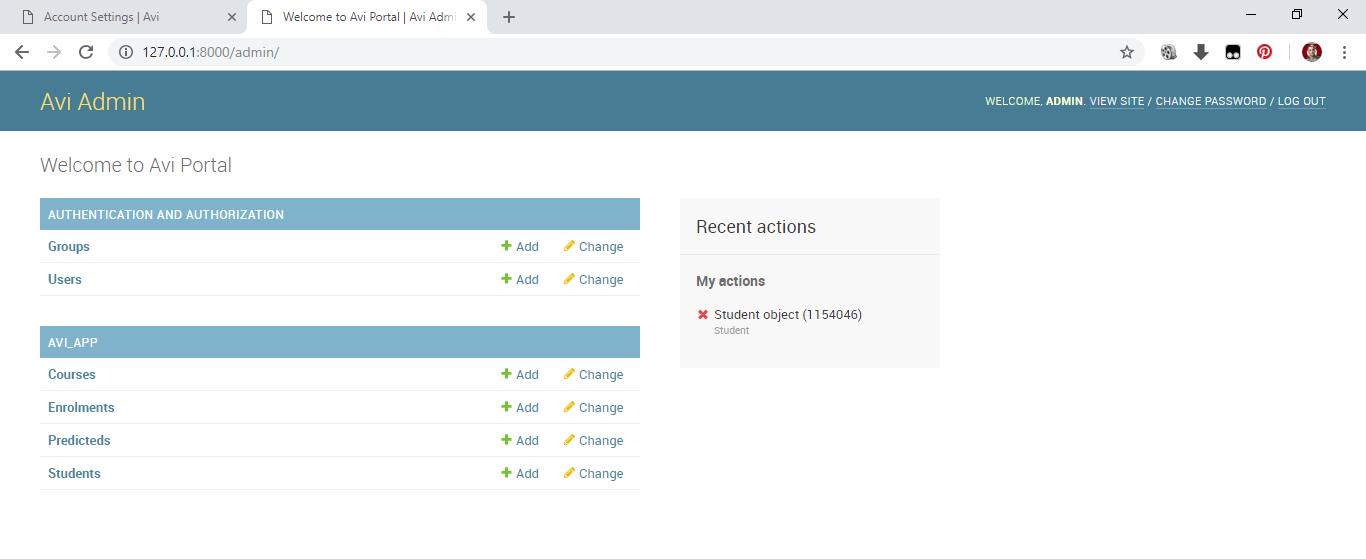 Account Settings | Avi
Welcome to Avi Portal | Avi Admi
127.0.0.1:8000/admin/
Avi Admin
WELCOME, ADMIN. VIEW SITE / CHANGE PASSWORD / LOG OUT
Welcome to Avi Portal
AUTHENTICATION AND AUTHORIZATION
Groups Add Change
Users Add Change
AVI_APP
Courses Add Change
Enrolments Add Change
Predicteds Add Change
Students Add Change
Recent actions
My actions
Student object (1154046)
Student